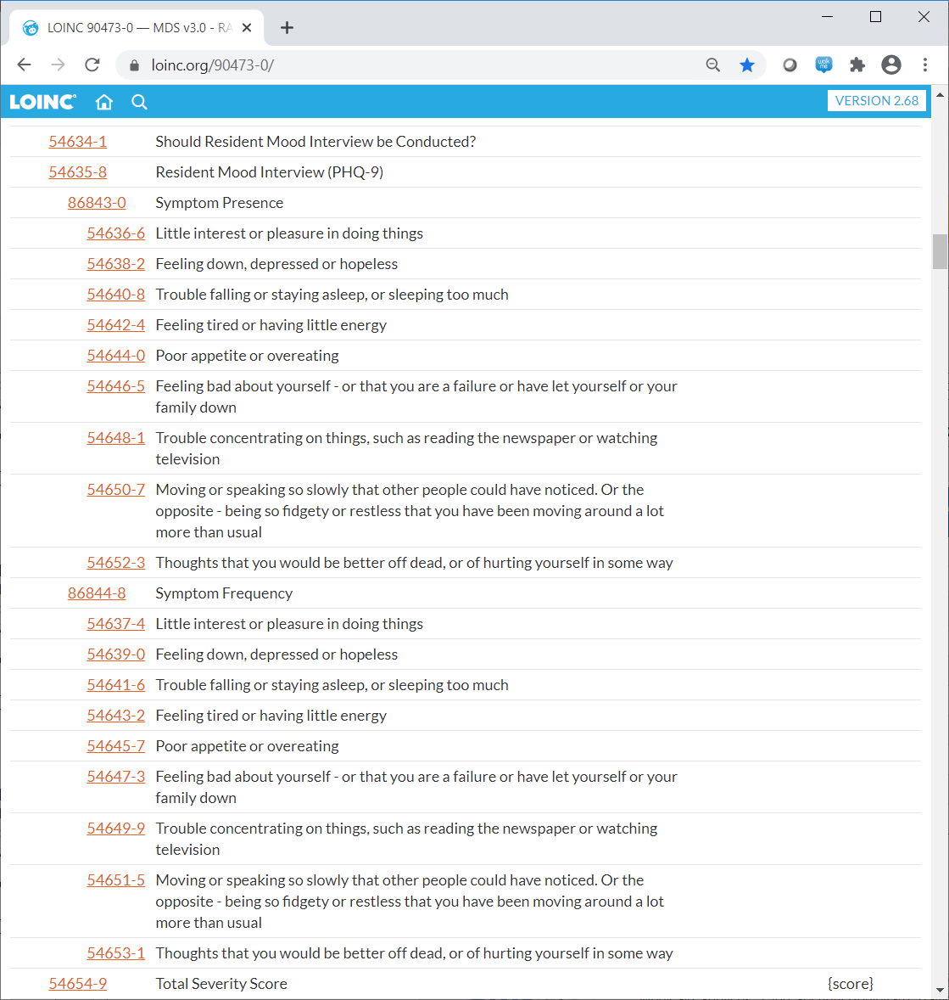 LOINC 90473-0 — MDS v3.0 - RA
loinc.org/90473-0/
LOINC
VERSION 2.68
54634-1 Should Resident Mood Interview be Conducted?
54635-8 Resident Mood Interview (PHQ-9)
86843-0 Symptom Presence
54636-6 Little interest or pleasure in doing things
54638-2 Feeling down, depressed or hopeless
54640-8 Trouble falling or staying asleep, or sleeping too much
54642-4 Feeling tired or having little energy
54644-0 Poor appetite or overeating
54646-5 Feeling bad about yourself - or that you are a failure or have let yourself or your
family down
54648-1 Trouble concentrating on things, such as reading the newspaper or watching
television
54650-7 Moving or speaking so slowly that other people could have noticed. Or the
opposite - being so fidgety or restless that you have been moving around a lot
more than usual
54652-3 Thoughts that you would be better off dead, or of hurting yourself in some way
86844-8 Symptom Frequency
54637-4 Little interest or pleasure in doing things
54639-0 Feeling down, depressed or hopeless
54641-6 Trouble falling or staying asleep, or sleeping too much
54643-2 Feeling tired or having little energy
54645-7 Poor appetite or overeating
54647-3 Feeling bad about yourself - or that you are a failure or have let yourself or your
family down
54649-9 Trouble concentrating on things, such as reading the newspaper or watching
television
54651-5 Moving or speaking so slowly that other people could have noticed. Or the
opposite - being so fidgety or restless that you have been moving around a lot
more than usual
54653-1 Thoughts that you would be better off dead, or of hurting yourself in some way
54654-9 Total Severity Score {score}